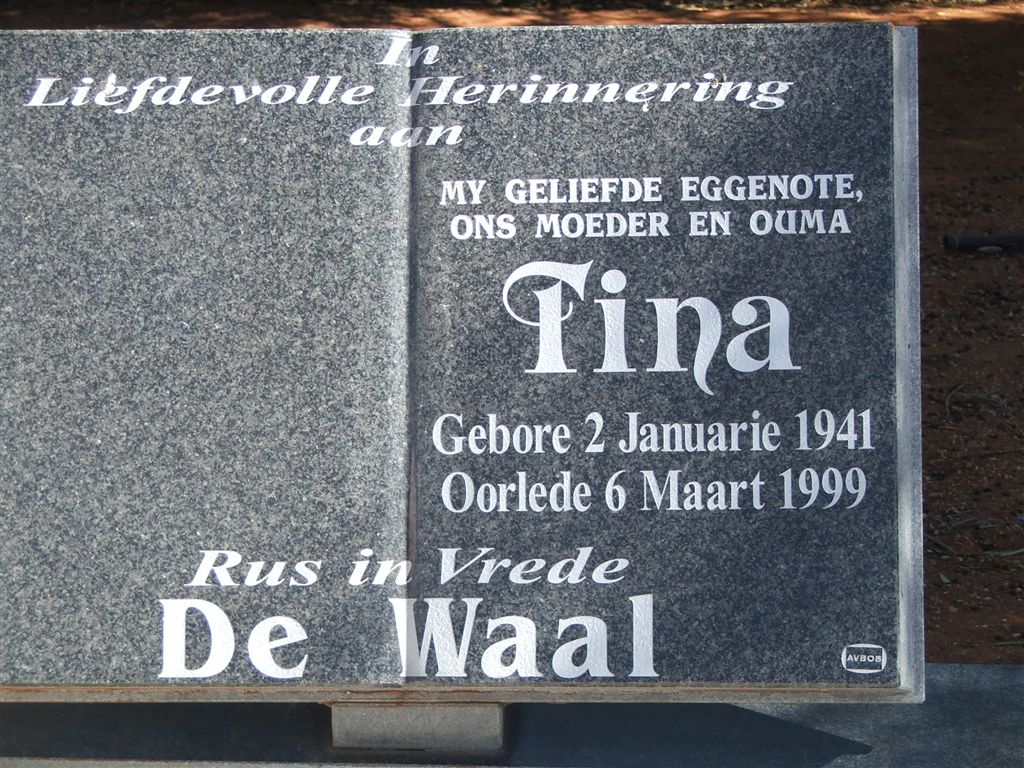 In
Liefdevolle Herinnering
aan
MY GELIEFDE EGGENOTE,
ONS MOEDER EN OUMA
Tina
Gebore 2 Januarie 1941
Oorlede 6 Maart 1999
Rus in Vrede
De Waal
AVBOB